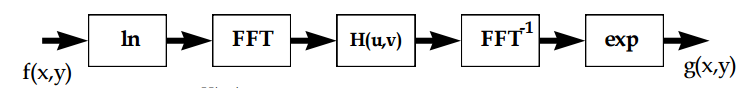 ln
FFT
H(u,v)
FFT-1
exp
f(x,y)
g(x,y)